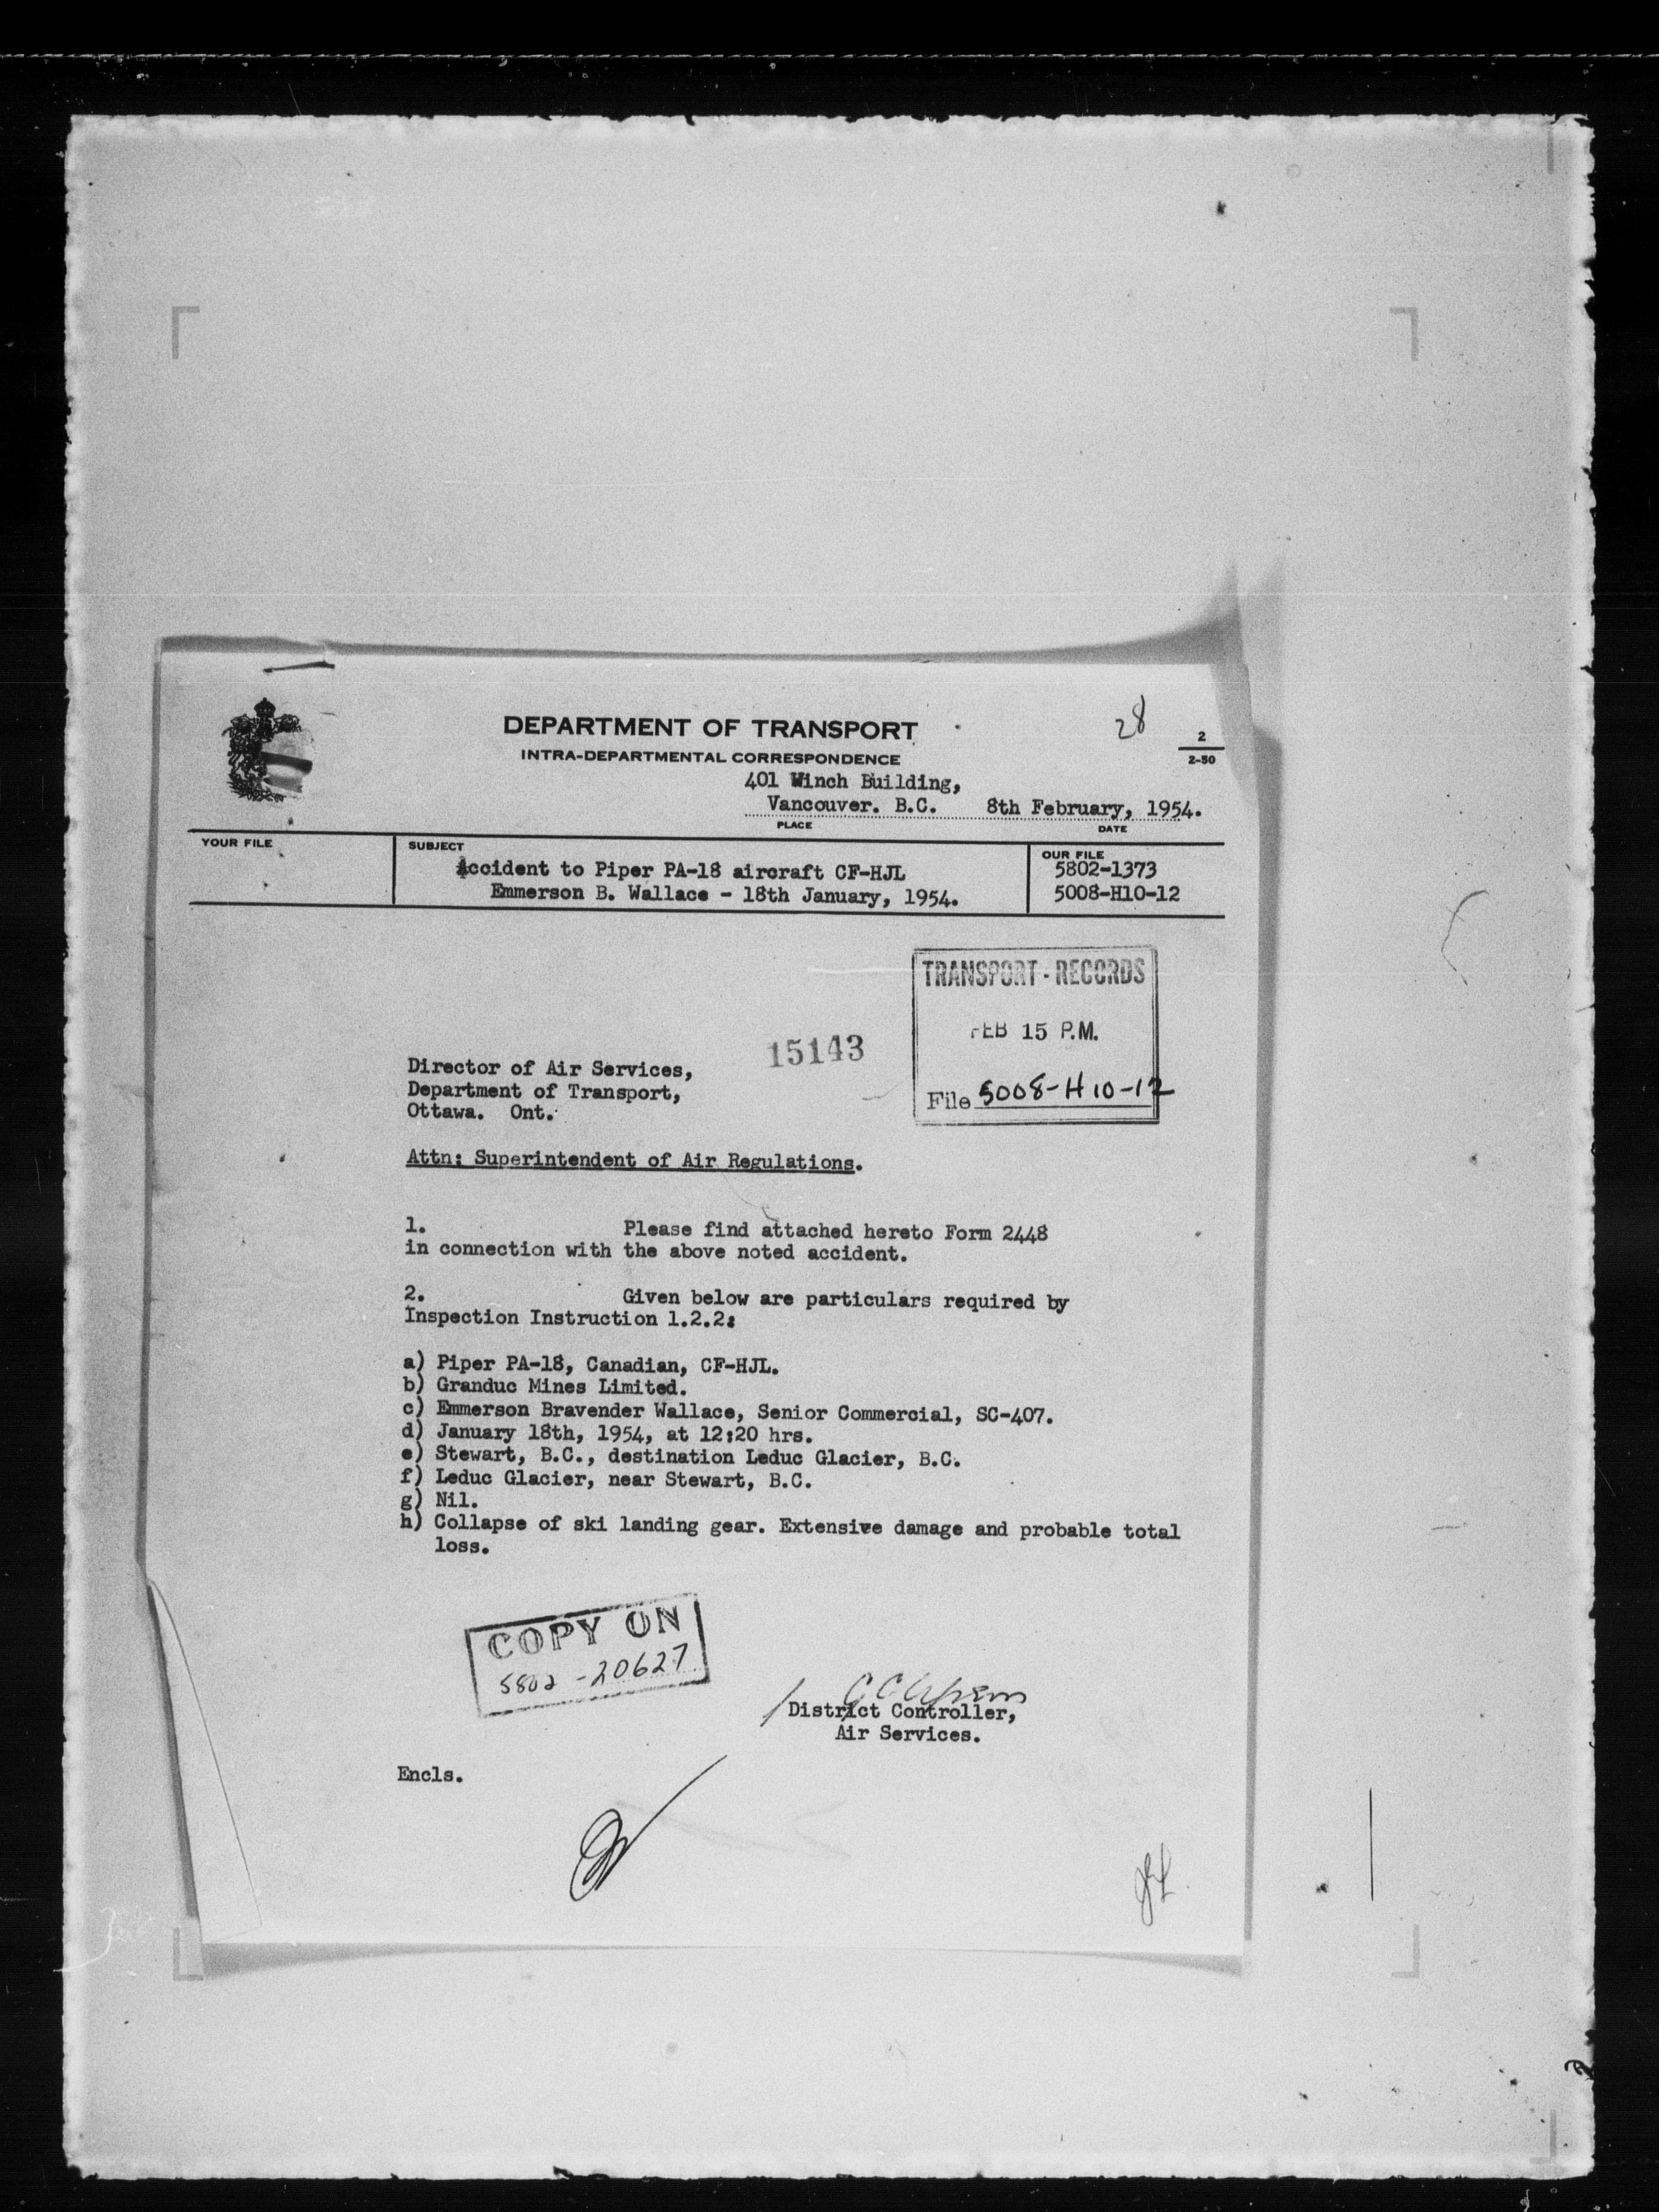 28
DEPARTMENT OF TRANSPORT
2
2-50
INTRA-DEPARTMENTAL CORRESPONDENCE
401 Winch Building,
Vancouver. B.C. 8th February, 1954.
PLACE DATE
YOUR FILE
SUBJECT
Accident to Piper PA-18 aircraft CF-HJL
Emmerson B. Wallace - 18th January, 1954.
OUR FILE
5802-1373
5008-H10-12
TRANSPORT - RECORDS
FEB 15 P.M.
File 5008-H10-12
15143
Director of Air Services,
Department of Transport,
Ottawa. Ont.
Attn: Superintendent of Air Regulations.
1. Please find attached hereto Form 2448
in connection with the above noted accident.
2. Given below are particulars required by
Inspection Instruction 1.2.2:
a) Piper PA-18, Canadian, CF-HJL.
b) Granduc Mines Limited.
c) Emmerson Bravender Wallace, Senior Commercial, SC-407.
d) January 18th, 1954, at 12:20 hrs.
e) Stewart, B.C., destination Leduc Glacier, B.C.
f) Leduc Glacier, near Stewart, B.C.
g) Nil.
h) Collapse of ski landing gear. Extensive damage and probable total
loss.
COPY ON
5802-20627
District Controller,
Air Services.
Encls.